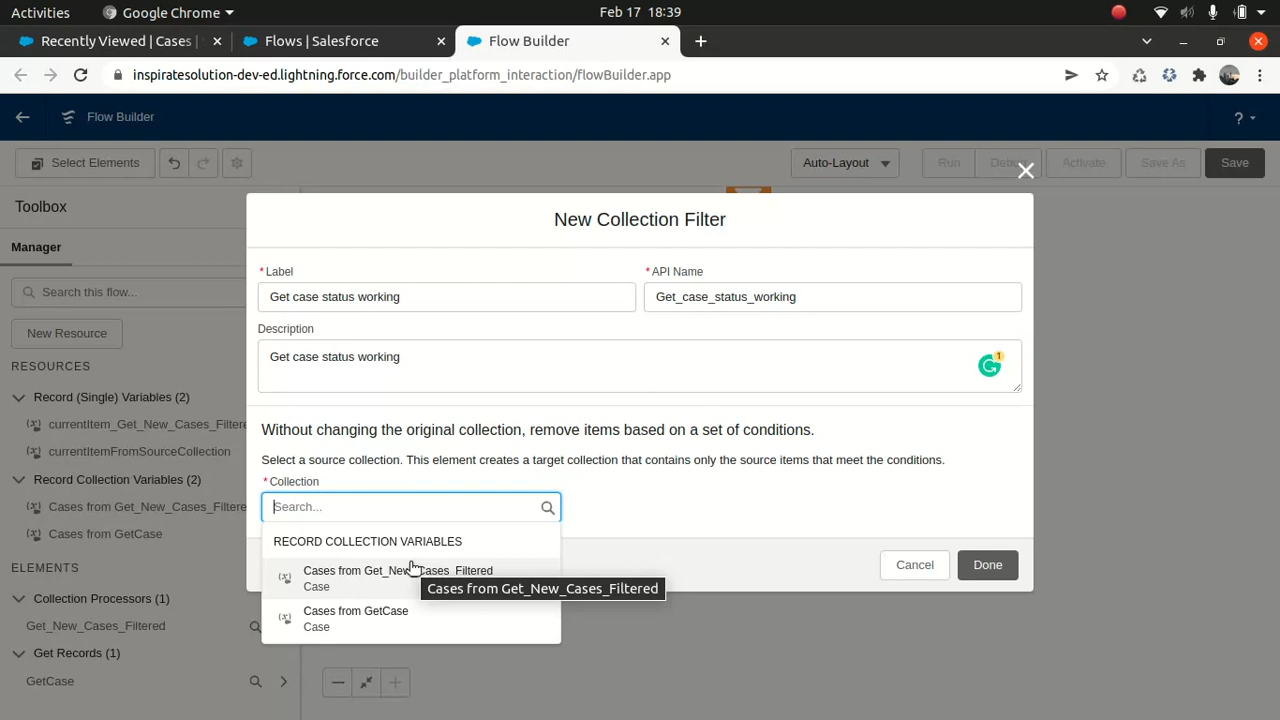 Activities
Google Chrome
Feb 17 18:39
Recently Viewed | Cases |
Flows | Salesforce
Flow Builder
inspiratesolution-dev-ed.lightning.force.com/builder_platform_interaction/flowBuilder.app
Flow Builder
?
Select Elements
Auto-Layout
Run
Debug
Activate
Save As
Save
Toolbox
Manager
Search this flow...
New Resource
RESOURCES
Record (Single) Variables (2)
currentItem_Get_New_Cases_Filtere
currentItemFromSourceCollection
Record Collection Variables (2)
Cases from Get_New_Cases_Filtere
Cases from GetCase
ELEMENTS
Collection Processors (1)
Get_New_Cases_Filtered
Get Records (1)
GetCase
New Collection Filter
* Label
Get case status working
* API Name
Get_case_status_working
Description
Get case status working
1
Without changing the original collection, remove items based on a set of conditions.
Select a source collection. This element creates a target collection that contains only the source items that meet the conditions.
* Collection
Search...
RECORD COLLECTION VARIABLES
Cases from Get_New_Cases_Filtered
Case
Cases from Get_New_Cases_Filtered
Cases from GetCase
Case
Cancel
Done